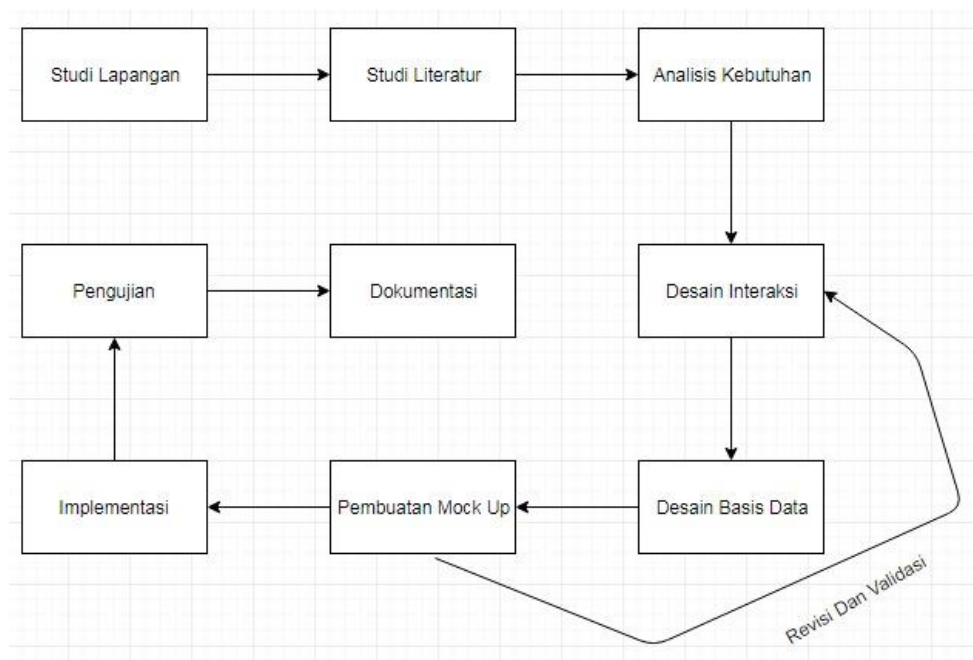 Studi Lapangan
Studi Literatur
Analisis Kebutuhan
Pengujian
Dokumentasi
Desain Interaksi
Implementasi
Pembuatan Mock Up
Desain Basis Data
Revisi Dan Validasi